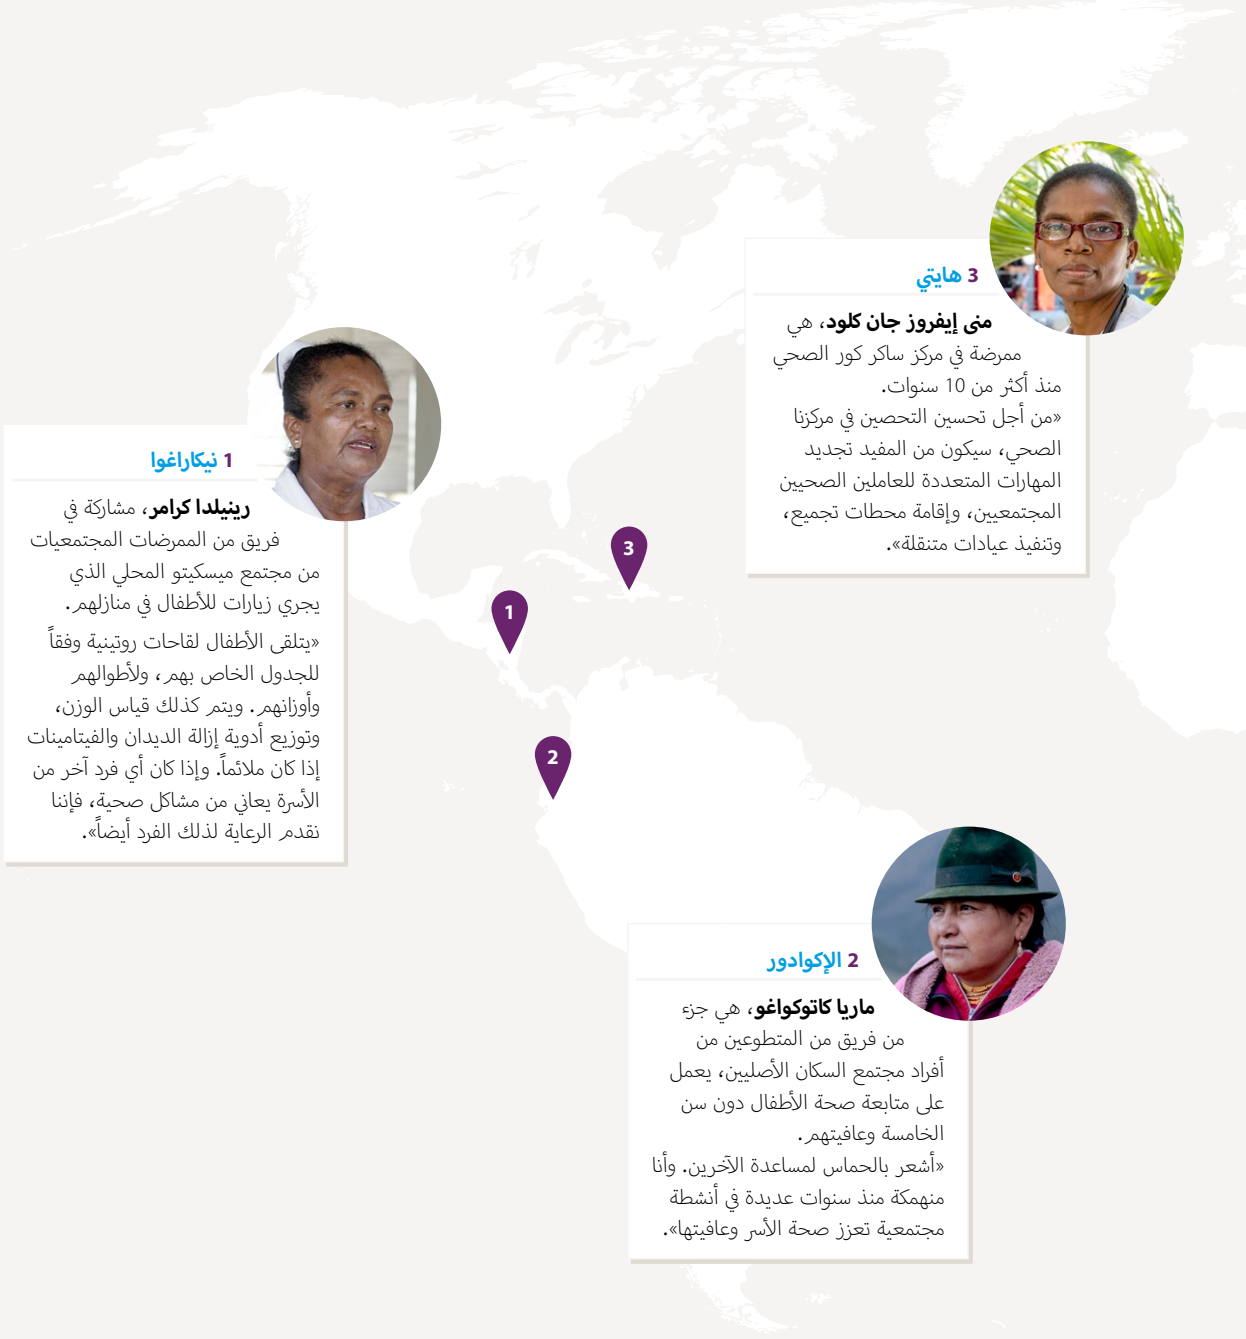 3 هايتي
منى إيفروز جان كلود، هي
ممرضة في مركز ساكر كور الصحي
منذ أكثر من 10 سنوات.
«من أجل تحسين التحصين في مركزنا
الصحي، سيكون من المفيد تجديد
المهارات المتعددة للعاملين الصحيين
المجتمعيين، وإقامة محطات تجميع،
وتنفيذ عيادات متنقلة».
1 نيكاراغوا
رينيلدا كرامر، مشاركة في
فريق من الممرضات المجتمعيات
من مجتمع ميسكيتو المحلي الذي
يجري زيارات للأطفال في منازلهم.
«يتلقى الأطفال لقاحات روتينية وفقاً
للجدول الخاص بهم، ولأطوالهم
وأوزانهم. ويتم كذلك قياس الوزن،
وتوزيع أدوية إزالة الديدان والفيتامينات
إذا كان ملائماً. وإذا كان أي فرد آخر من
الأسرة يعاني من مشاكل صحية، فإننا
نقدم الرعاية لذلك الفرد أيضاً».
3
1
2
2 الإكوادور
ماريا كاتوكواغو، هي جزء
من فريق من المتطوعين من
أفراد مجتمع السكان الأصليين، يعمل
على متابعة صحة الأطفال دون سن
الخامسة وعافيتهم.
«أشعر بالحماس لمساعدة الآخرين. وأنا
منهمكة منذ سنوات عديدة في أنشطة
مجتمعية تعزز صحة الأسر وعافيتها».